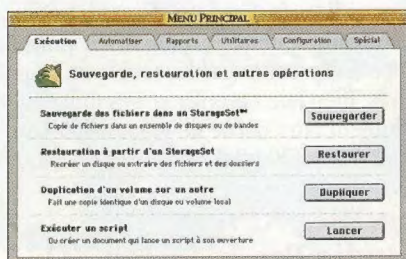 MENU PRINCIPAL
Exécution Automatiser Rapports Utilitaires Configuration Spécial
Sauvegarde, restauration et autres opérations
Sauvegarde des fichiers dans un StorageSet™
Copie de fichiers dans un ensemble de disques ou de bandes
Sauvegarder
Restauration à partir d'un StorageSet
Recréer un disque ou extraire des fichiers et des dossiers
Restaurer
Duplication d'un volume sur un autre
Fait une copie identique d'un disque ou volume local
Dupliquer
Exécuter un script
Ou créer un document qui lance un script à son ouverture
Lancer